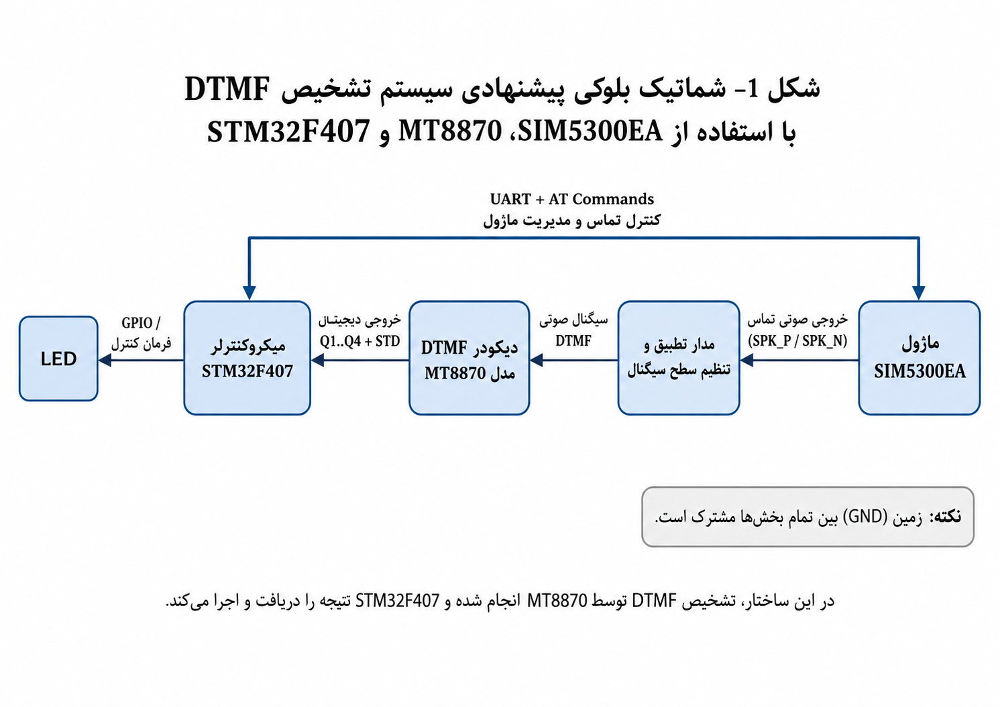 شکل 1- شماتیک بلوکی پیشنهادی سیستم تشخیص DTMF
با استفاده از SIM5300EA، MT8870 و STM32F407
UART + AT Commands
کنترل تماس و مدیریت ماژول
ماژول
SIM5300EA
خروجی صوتی تماس
(SPK_P / SPK_N)
مدار تطبیق و
تنظیم سطح سیگنال
سیگنال صوتی
DTMF
دیکودر DTMF
مدل MT8870
خروجی دیجیتال
Q1..Q4 + STD
میکروکنترلر
STM32F407
GPIO /
فرمان کنترل
LED
نکته: زمین (GND) بین تمام بخش‌ها مشترک است.
در این ساختار، تشخیص DTMF توسط MT8870 انجام شده و STM32F407 نتیجه را دریافت و اجرا می‌کند.